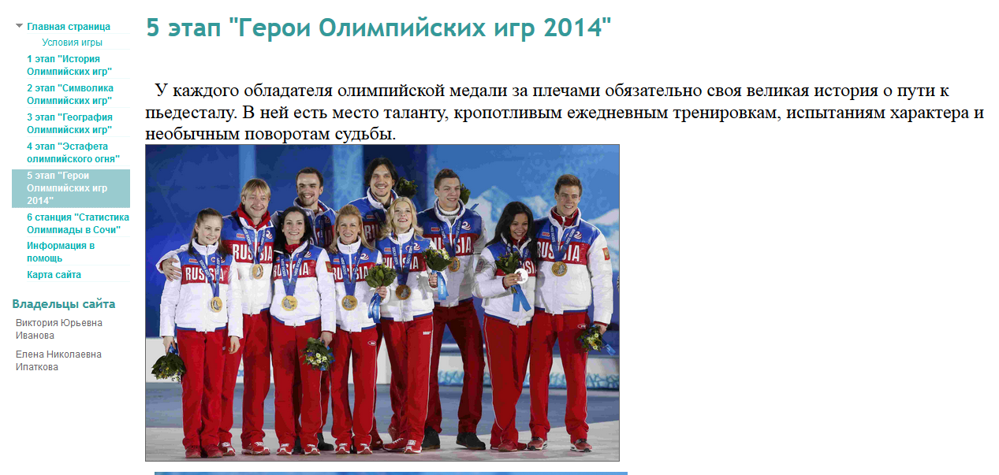 Главная страница
Условия игры
1 этап "История
Олимпийских игр"
2 этап "Символика
Олимпийских игр"
3 этап "География
Олимпийских игр"
4 этап "Эстафета
олимпийского огня"
5 этап "Герои
Олимпийских игр
2014"
6 станция "Статистика
Олимпиады в Сочи"
Информация в
помощь
Карта сайта
Владельцы сайта
Виктория Юрьевна
Иванова
Елена Николаевна
Ипаткова
5 этап "Герои Олимпийских игр 2014"
У каждого обладателя олимпийской медали за плечами обязательно своя великая история о пути к
пьедесталу. В ней есть место таланту, кропотливым ежедневным тренировкам, испытаниям характера и
необычным поворотам судьбы.
RUSSIA
RUSSIA
RUSSIA
RUSSIA
RUSSIA
RUSSIA
RUSSIA